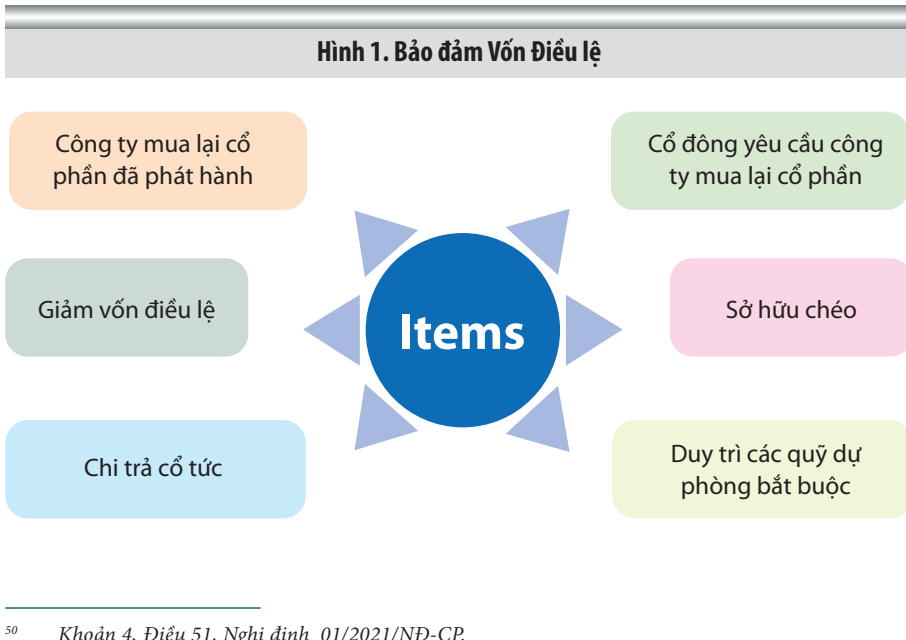 Hình 1. Bảo đảm Vốn Điều lệ
Công ty mua lại cổ
phần đã phát hành
Cổ đông yêu cầu công
ty mua lại cổ phần
Giảm vốn điều lệ
Items
Sở hữu chéo
Chi trả cổ tức
Duy trì các quỹ dự
phòng bắt buộc
50 Khoản 4, Điều 51, Nghị định 01/2021/NĐ-CP.